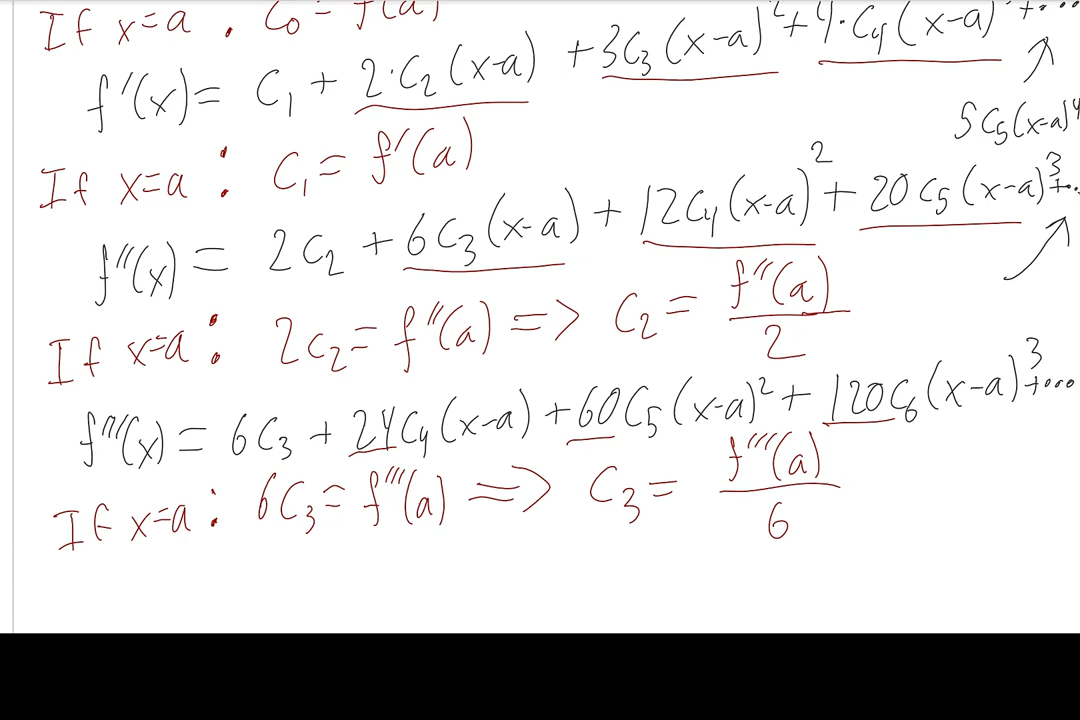 If x=a : C₀ = f(a)
f'(x) = C₁ + 2·C₂(x-a) + 3C₃(x-a)² + 4·C₄(x-a) +...
5C₅(x-a)⁴
If x=a : C₁ = f'(a)
f''(x) = 2C₂ + 6C₃(x-a) + 12C₄(x-a)² + 20C₅(x-a)³+...
If x=a : 2C₂ = f''(a) => C₂ = f''(a)/2
f'''(x) = 6C₃ + 24C₄(x-a) + 60C₅(x-a)² + 120C₆(x-a)³+...
If x=a : 6C₃ = f'''(a) => C₃ = f'''(a)/6